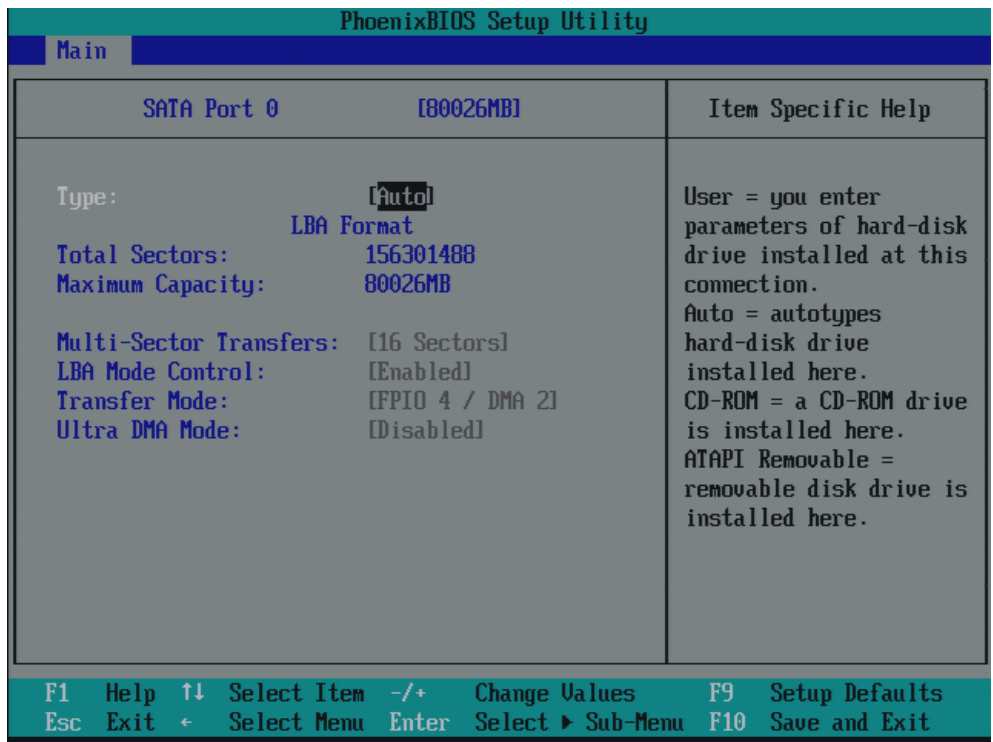 PhoenixBIOS Setup Utility
Main
SATA Port 0 [80026MB]
Item Specific Help
Type: [Auto]
LBA Format
Total Sectors: 156301488
Maximum Capacity: 80026MB
Multi-Sector Transfers: [16 Sectors]
LBA Mode Control: [Enabled]
Transfer Mode: [FPIO 4 / DMA 2]
Ultra DMA Mode: [Disabled]
User = you enter
parameters of hard-disk
drive installed at this
connection.
Auto = autotypes
hard-disk drive
installed here.
CD-ROM = a CD-ROM drive
is installed here.
ATAPI Removable =
removable disk drive is
installed here.
F1 Help ↑↓ Select Item -/+ Change Values F9 Setup Defaults
Esc Exit ← Select Menu Enter Select ▶ Sub-Menu F10 Save and Exit